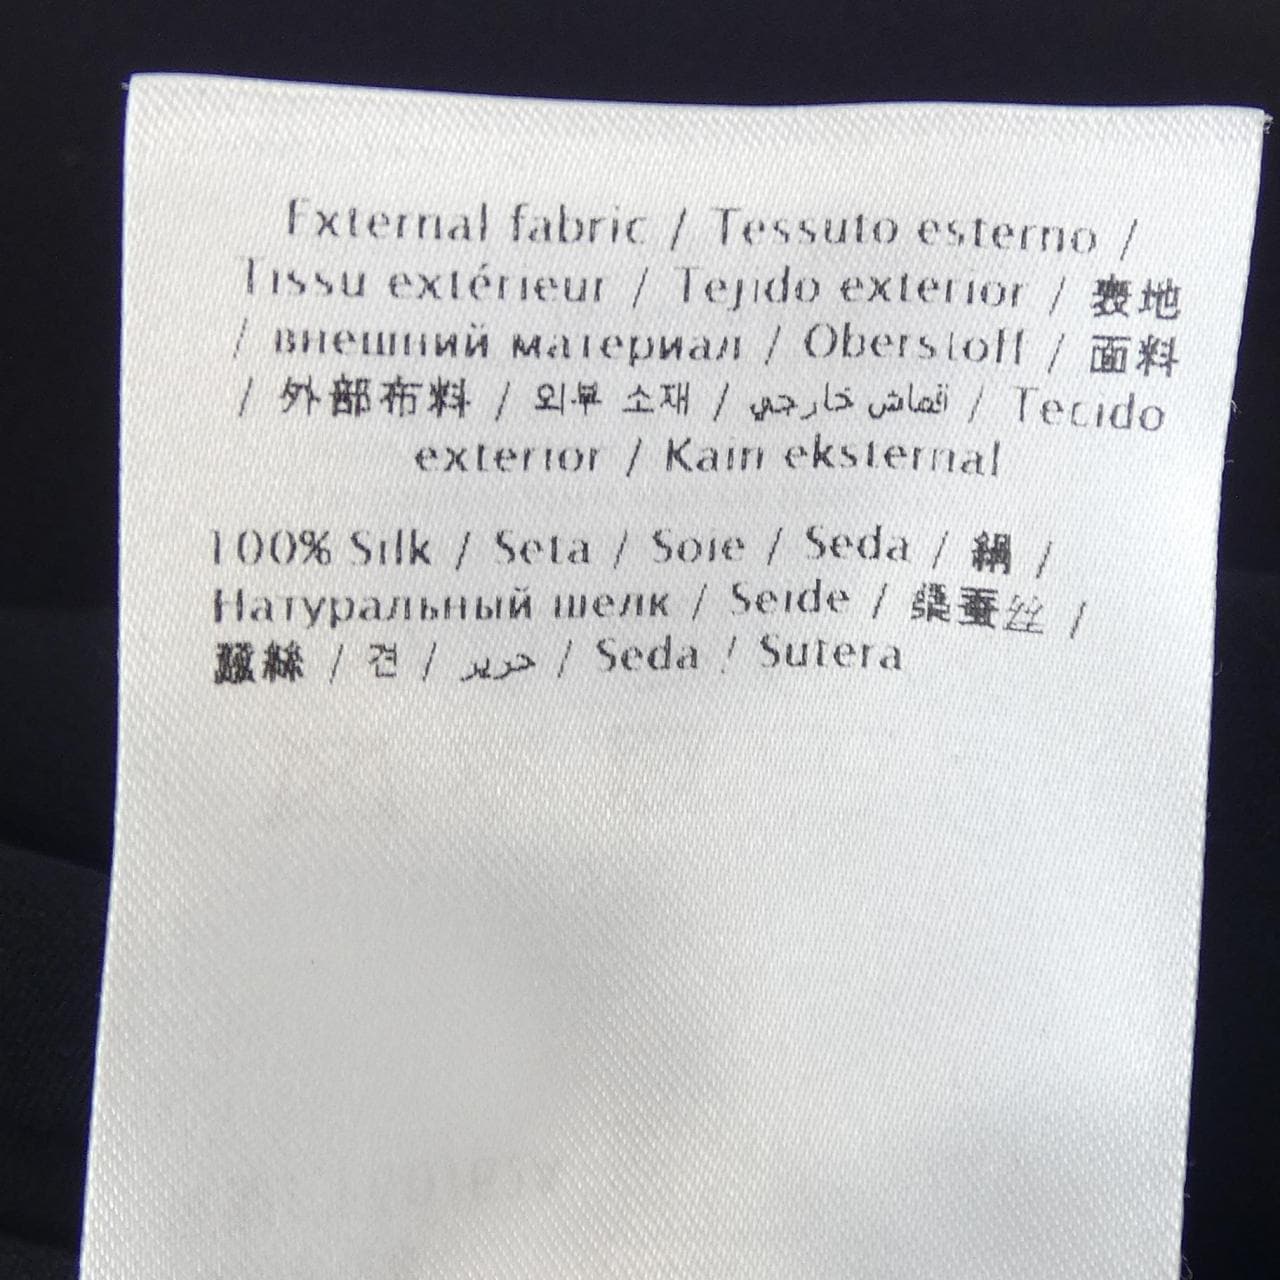 External fabric / Tessuto esterno /
Tissu extérieur / Tejido exterior / 表地
/ внешний материал / Oberstoff / 面料
/ 外部布料 / 외부 소재 / قماش خارجي / Tecido
exterior / Kain eksternal
100% Silk / Seta / Soie / Seda / 絹 /
Натуральный шелк / Seide / 桑蚕丝 /
蠶絲 / 견 / حرير / Seda / Sutera